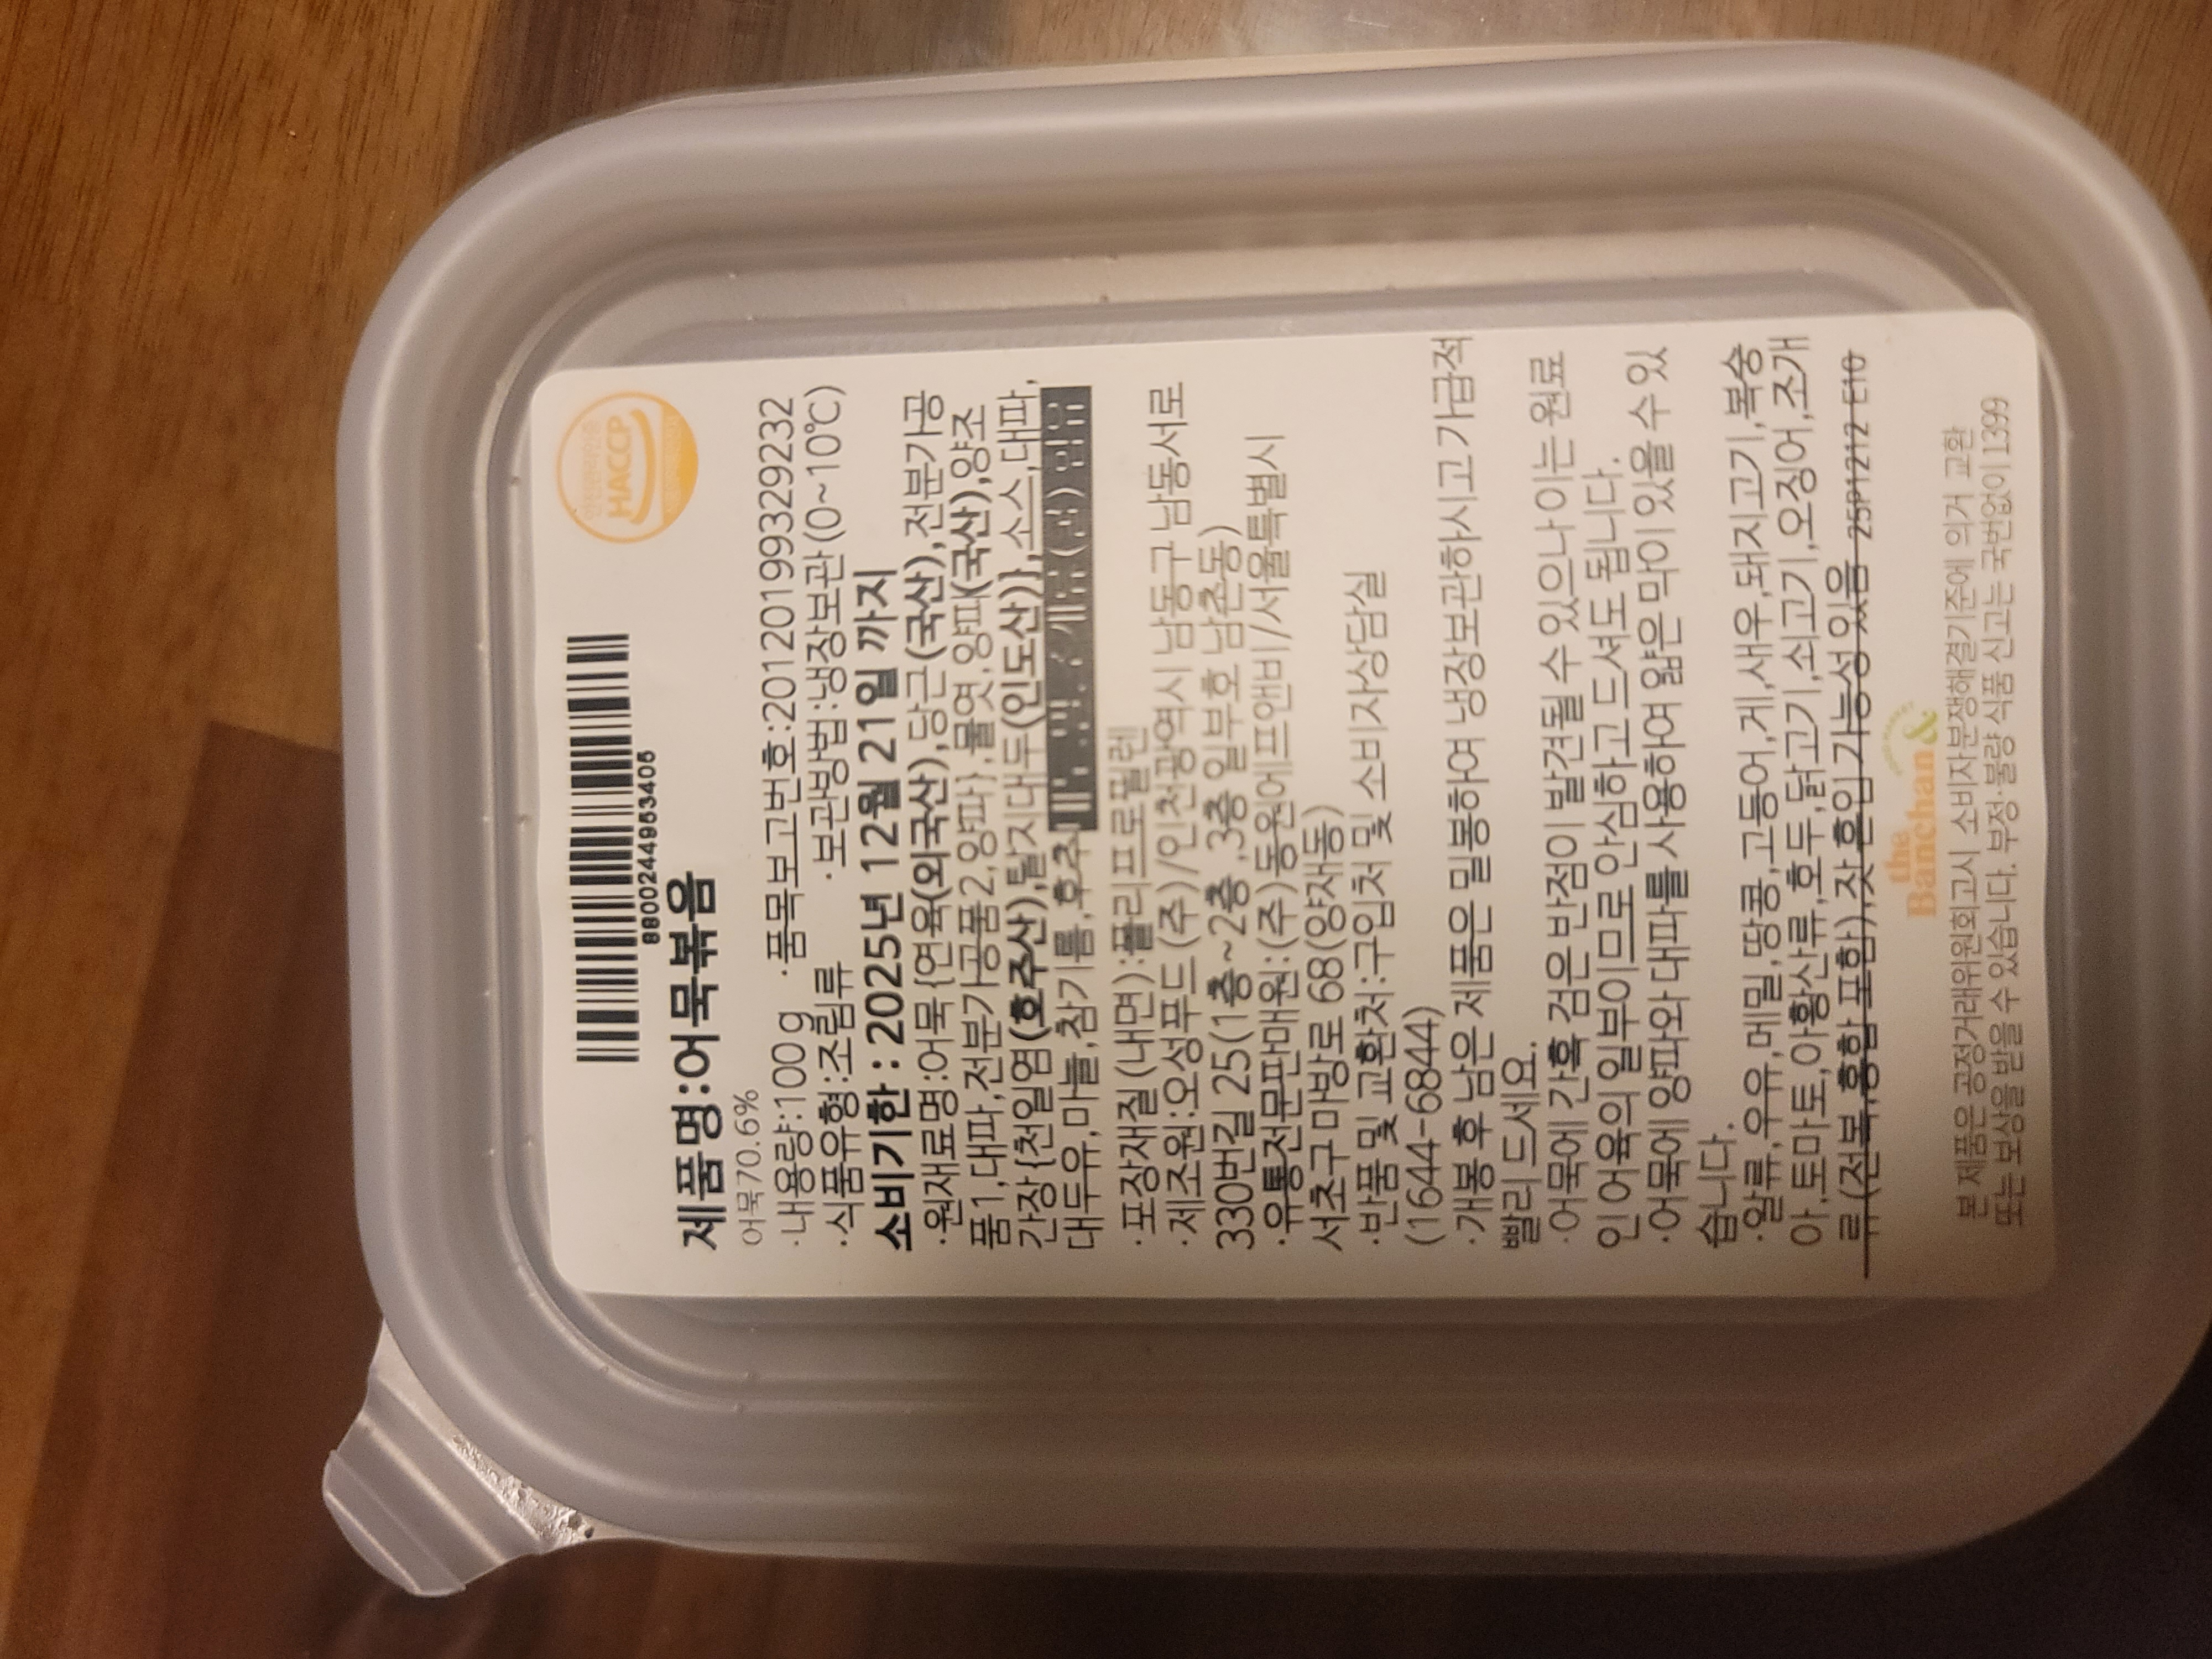 HACCP
8800244953405
제품명:어묵볶음
어묵70.6%
·내용량:100g ·품목보고번호:20120199329232
·식품유형:조림류 ·보관방법:냉장보관(0~10℃)
소비기한 : 2025년 12월 21일 까지
·원재료명:어묵{연육(외국산),당근(국산),전분가공
품1,대파,전분가공품2,양파},물엿,양파(국산),양조
간장{천일염(호주산),탈지대두(인도산)},소스,대파,
대두유,마늘,참기름,후추
·포장재질(내면):폴리프로필렌
·제조원:오성푸드(주)/인천광역시 남동구 남동서로
330번길 25(1층~2층,3층 일부호 남촌동)
·유통전문판매원:(주)동원에프앤비/서울특별시
서초구 마방로 68(양재동)
·반품 및 교환처:구입처 및 소비자상담실
(1644-6844)
·개봉 후 남은 제품은 밀봉하여 냉장보관하시고 가급적
빨리 드세요.
·어묵에 간혹 검은 반점이 발견될 수 있으나 이는 원료
인 어육의 일부이므로 안심하고 드셔도 됩니다.
·어묵에 양파와 대파를 사용하여 얇은 막이 있을 수 있
습니다.
·알류,우유,메밀,땅콩,고등어,게,새우,돼지고기,복숭
아,토마토,아황산류,호두,닭고기,쇠고기,오징어,조개
류(전복,홍합 포함),잣 혼입 가능성 있음 25P1212 E10
the
Banchan&
본 제품은 공정거래위원회고시 소비자분쟁해결기준에 의거 교환
또는 보상을 받을 수 있습니다. 부정·불량 식품 신고는 국번없이 1399